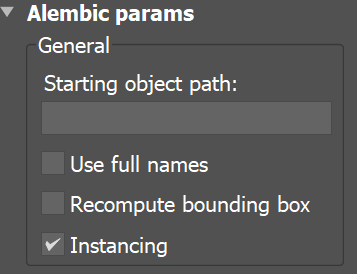 Alembic params
General
Starting object path:
Use full names
Recompute bounding box
Instancing